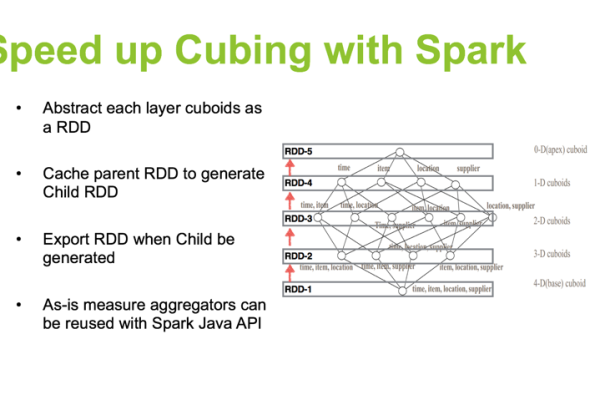 Speed up Cubing with Spark
• Abstract each layer cuboids as
a RDD
• Cache parent RDD to generate
Child RDD
• Export RDD when Child be
generated
• As-is measure aggregators can
be reused with Spark Java API
RDD-5
0-D(apex) cuboid
time
item
location
supplier
RDD-4
1-D cuboids
time, item
time, location
item, location
location, supplier
RDD-3
Time, supplier
item, supplier
2-D cuboids
time, location, supplier
RDD-2
3-D cuboids
time, item, location
time, item, supplier
item, location, supplier
RDD-1
time, item, location, supplier
4-D(base) cuboid